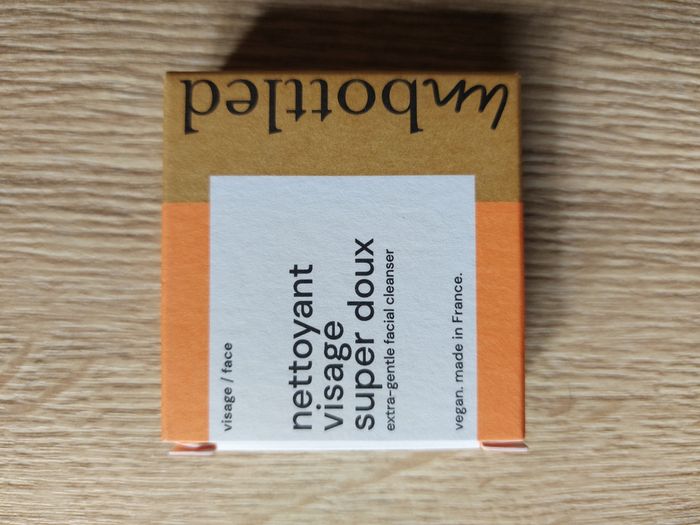 unbottled
visage / face
nettoyant
visage
super doux
extra-gentle facial cleanser
vegan. made in France.